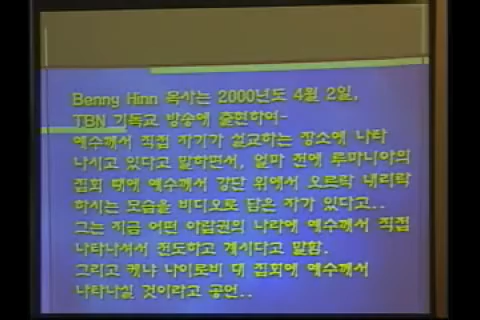 Benng Hinn 목사는 2000년도 4월 2일,
TBN 기독교 방송에 출현하여-
예수께서 직접 자기가 설교하는 장소에 나타
나시고 있다고 말하면서, 얼마 전에 루마니아의
집회 때에 예수께서 강단 위에서 오르락 내리락
하시는 모습을 비디오로 담은 자가 있다고..
그는 지금 어떤 아랍권의 나라에 예수께서 직접
나타나셔서 전도하고 계시다고 말함.
그리고 케냐 나이로비 대 집회에 예수께서
나타나실 것이라고 공언..